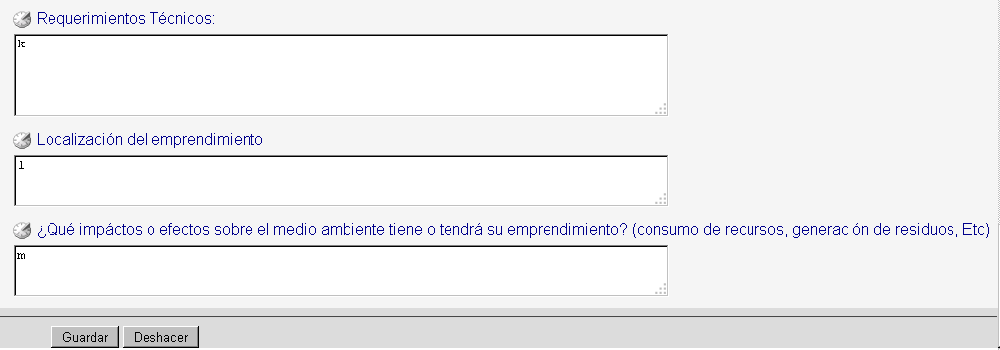 Requerimientos Técnicos:
k
Localización del emprendimiento
l
¿Qué impáctos o efectos sobre el medio ambiente tiene o tendrá su emprendimiento? (consumo de recursos, generación de residuos, Etc)
m
Guardar Deshacer